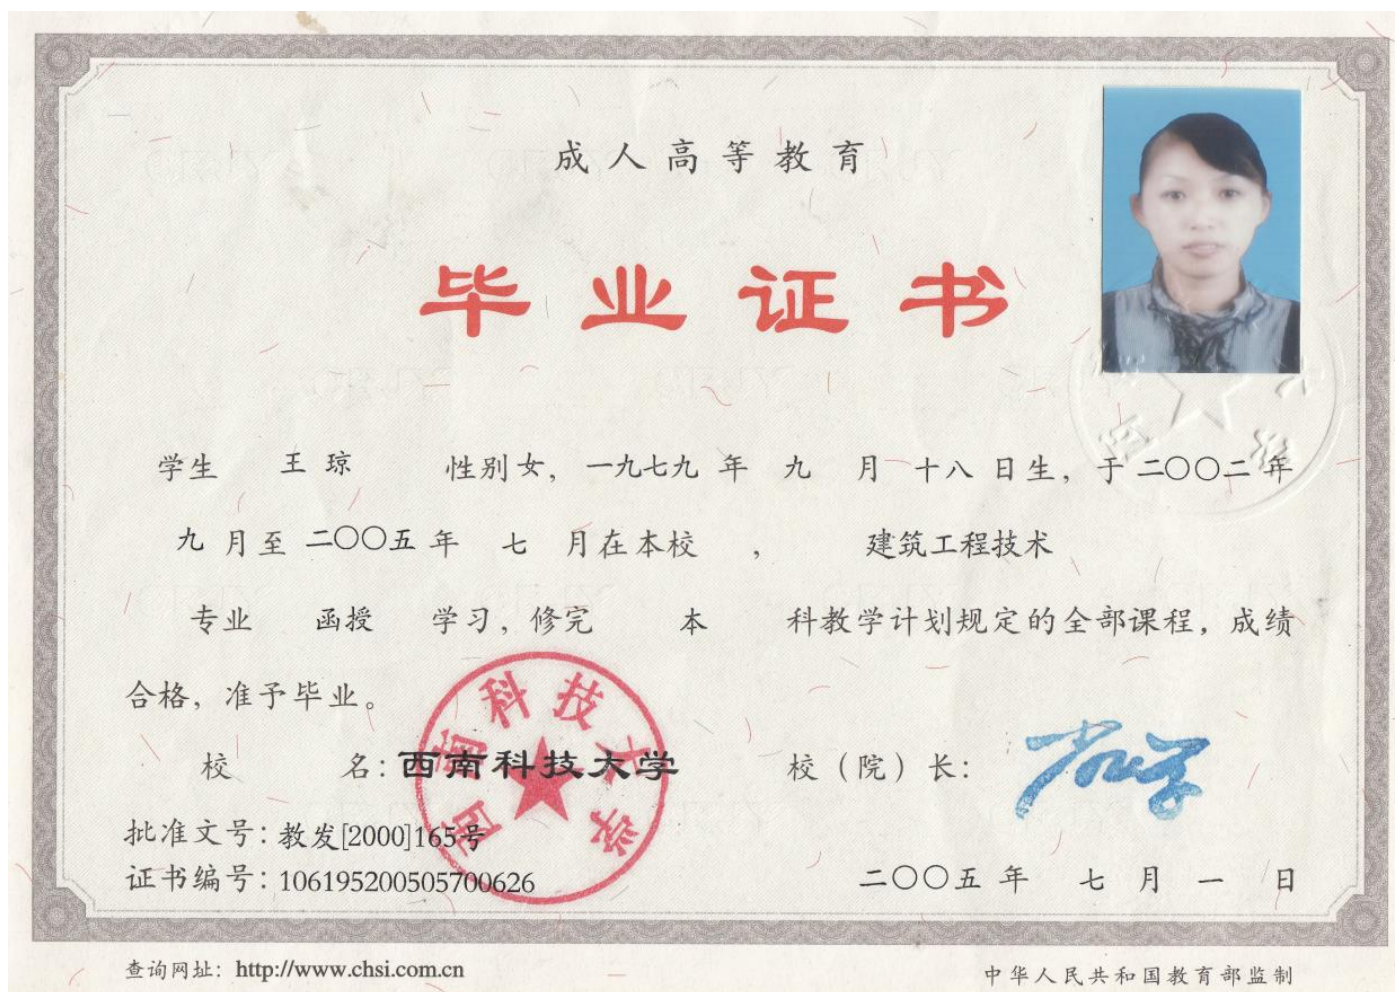 成人高等教育
毕业证书
学生 王琼 性别女，一九七九 年 九 月 十八 日生，于 二〇〇二年
九 月至 二〇〇五 年 七 月在本校 ， 建筑工程技术
专业 函授 学习，修完 本 科教学计划规定的全部课程，成绩
合格，准予毕业。
西南科技大学
校 名：西南科技大学 校（院）长：
批准文号：教发[2000]165号
证书编号：106195200505700626 二〇〇五 年 七 月 一 日
查询网址：http://www.chsi.com.cn 中华人民共和国教育部监制